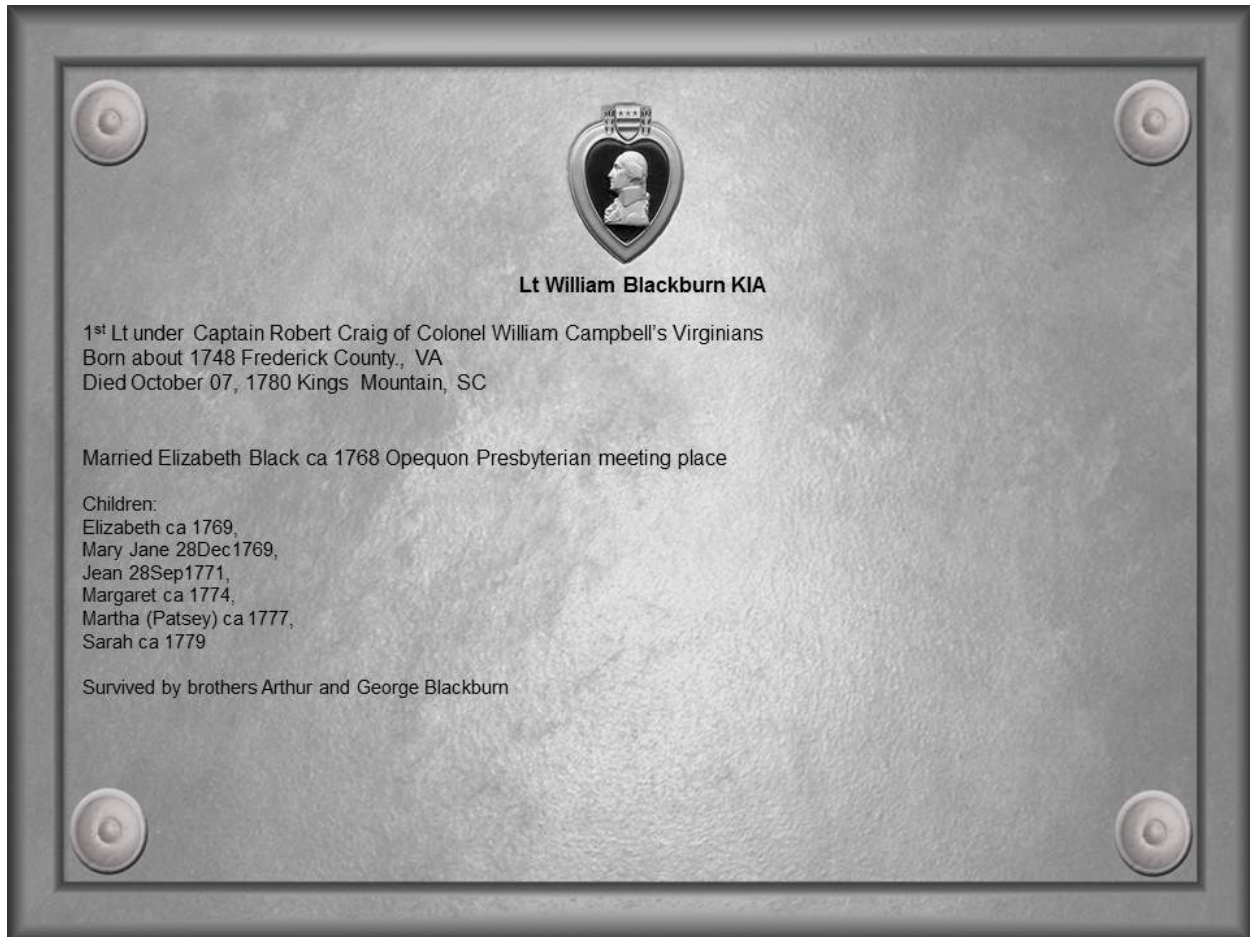 Lt William Blackburn KIA
1st Lt under Captain Robert Craig of Colonel William Campbell's Virginians
Born about 1748 Frederick County., VA
Died October 07, 1780 Kings Mountain, SC
Married Elizabeth Black ca 1768 Opequon Presbyterian meeting place
Children:
Elizabeth ca 1769,
Mary Jane 28Dec1769,
Jean 28Sep1771,
Margaret ca 1774,
Martha (Patsey) ca 1777,
Sarah ca 1779
Survived by brothers Arthur and George Blackburn